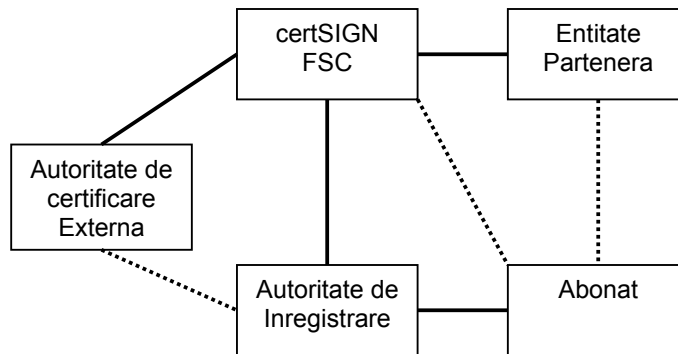 certSIGN
FSC
Entitate
Partenera
Autoritate de
certificare
Externa
Autoritate de
Inregistrare
Abonat